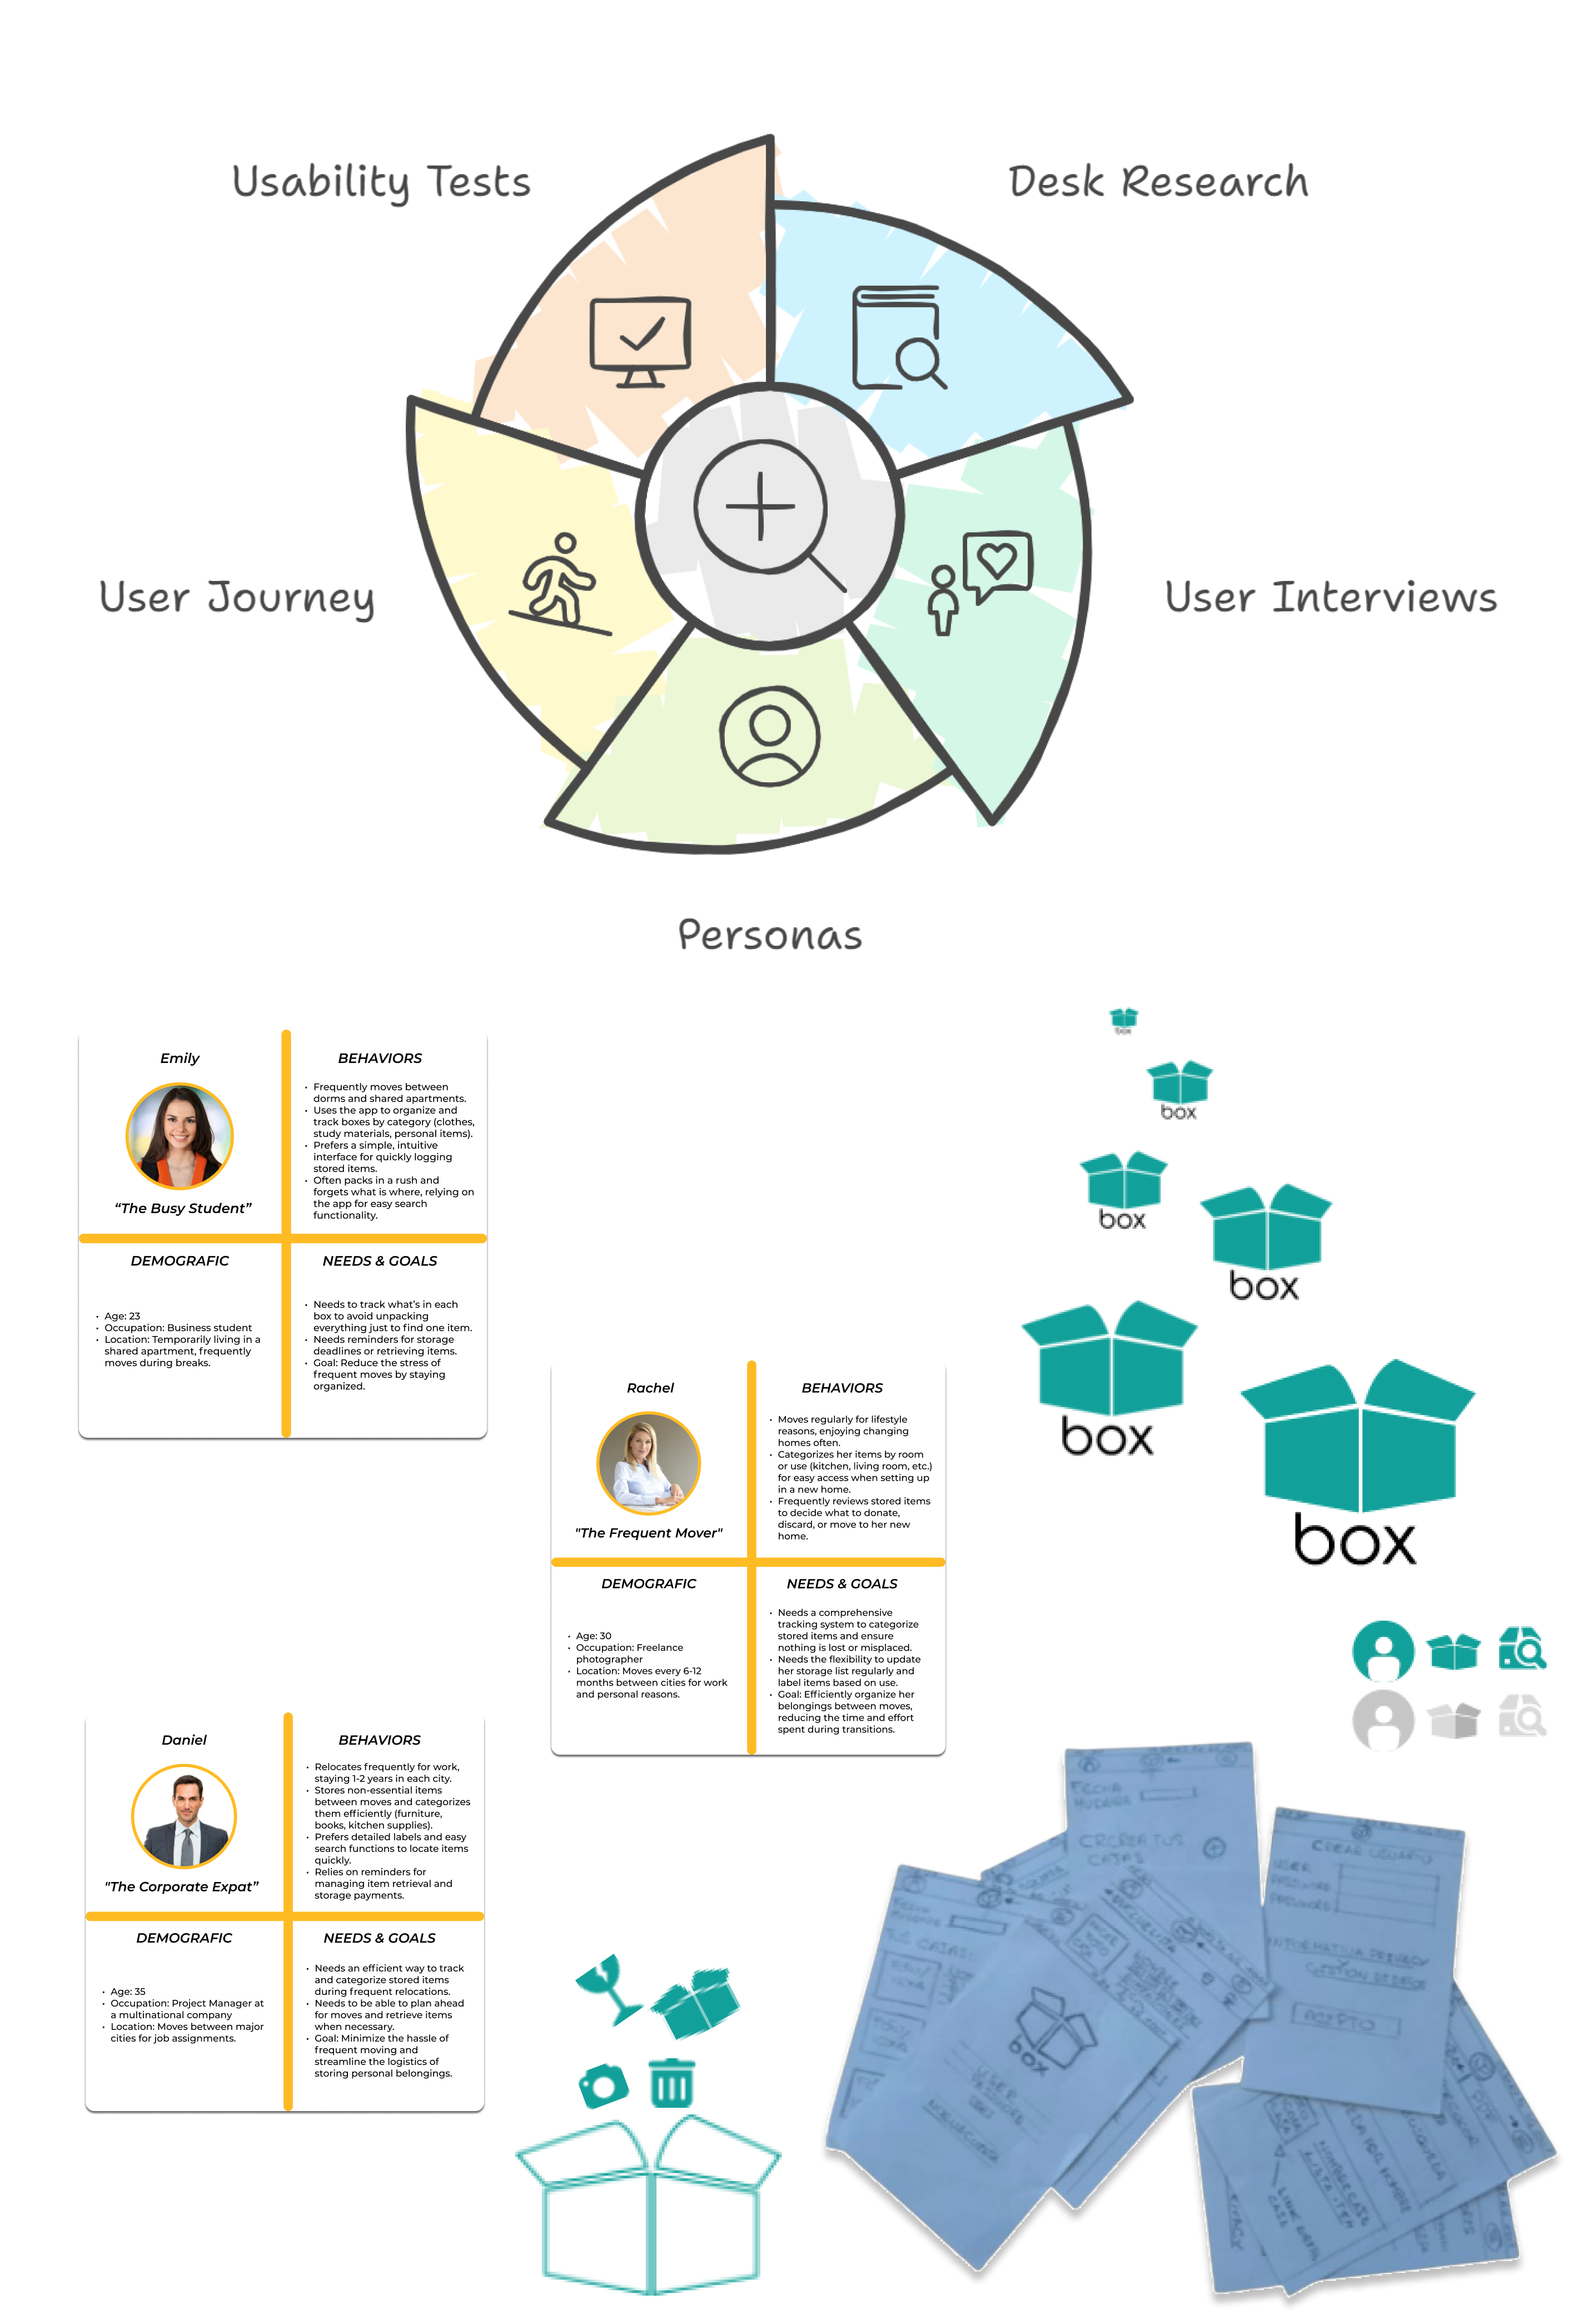 Usability Tests
Desk Research
User Journey
User Interviews
Personas
Emily
“The Busy Student”
BEHAVIORS
• Frequently moves between
dorms and shared apartments.
• Uses the app to organize and
track boxes by category (clothes,
study materials, personal items).
• Prefers a simple, intuitive
interface for quickly logging
stored items.
• Often packs in a rush and
forgets what is where, relying on
the app for easy search
functionality.
DEMOGRAFIC
• Age: 23
• Occupation: Business student
• Location: Temporarily living in a
shared apartment, frequently
moves during breaks.
NEEDS & GOALS
• Needs to track what’s in each
box to avoid unpacking
everything just to find one item.
• Needs reminders for storage
deadlines or retrieving items.
• Goal: Reduce the stress of
frequent moves by staying
organized.
box
box
box
box
box
box
Rachel
"The Frequent Mover"
BEHAVIORS
• Moves regularly for lifestyle
reasons, enjoying changing
homes often.
• Categorizes her items by room
or use (kitchen, living room, etc.)
for easy access when setting up
in a new home.
• Frequently reviews stored items
to decide what to donate,
discard, or move to her new
home.
DEMOGRAFIC
• Age: 30
• Occupation: Freelance
photographer
• Location: Moves every 6-12
months between cities for work
and personal reasons.
NEEDS & GOALS
• Needs a comprehensive
tracking system to categorize
stored items and ensure
nothing is lost or misplaced.
• Needs the flexibility to update
her storage list regularly and
label items based on use.
• Goal: Efficiently organize her
belongings between moves,
reducing the time and effort
spent during transitions.
Daniel
"The Corporate Expat”
BEHAVIORS
• Relocates frequently for work,
staying 1-2 years in each city.
• Stores non-essential items
between moves and categorizes
them efficiently (furniture,
books, kitchen supplies).
• Prefers detailed labels and easy
search functions to locate items
quickly.
• Relies on reminders for
managing item retrieval and
storage payments.
DEMOGRAFIC
• Age: 35
• Occupation: Project Manager at
a multinational company
• Location: Moves between major
cities for job assignments.
NEEDS & GOALS
• Needs an efficient way to track
and categorize stored items
during frequent relocations.
• Needs to be able to plan ahead
for moves and retrieve items
when necessary.
• Goal: Minimize the hassle of
frequent moving and
streamline the logistics of
storing personal belongings.
FECHA
MUDANZA
TUS
CAJAS
CREAR USUARIO
USER
PASSWORD
PASSWORD
INFORMATIVA PRIVACY
ACEPTO
TUS CAJAS
box
USER
PDF